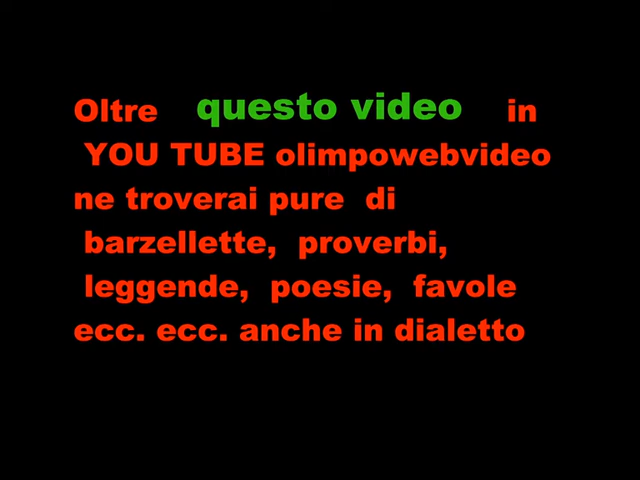 Oltre questo video in
YOU TUBE olimpowebvideo
ne troverai pure di
barzellette, proverbi,
leggende, poesie, favole
ecc. ecc. anche in dialetto